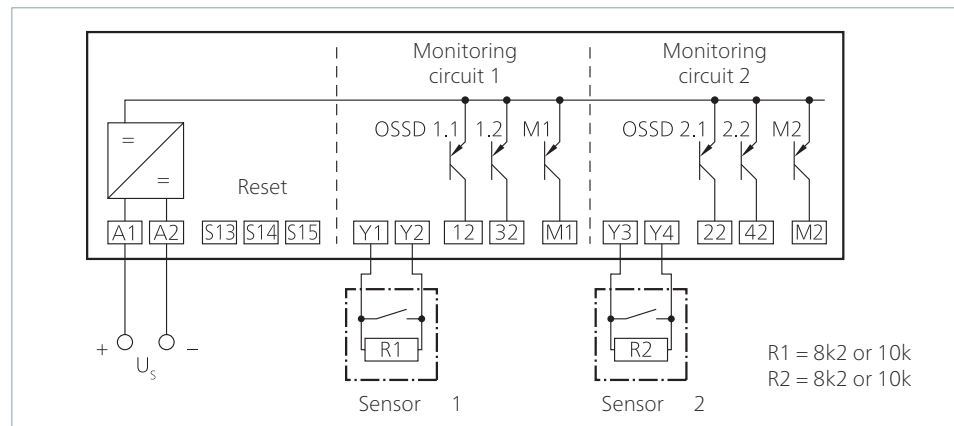 Monitoring circuit 1
Monitoring circuit 2
OSSD 1.1 1.2 M1
OSSD 2.1 2.2 M2
=
=
Reset
A1 A2 S13 S14 S15 Y1 Y2 12 32 M1 Y3 Y4 22 42 M2
R1
R2
+ −
U_S
R1 = 8k2 or 10k
R2 = 8k2 or 10k
Sensor 1
Sensor 2